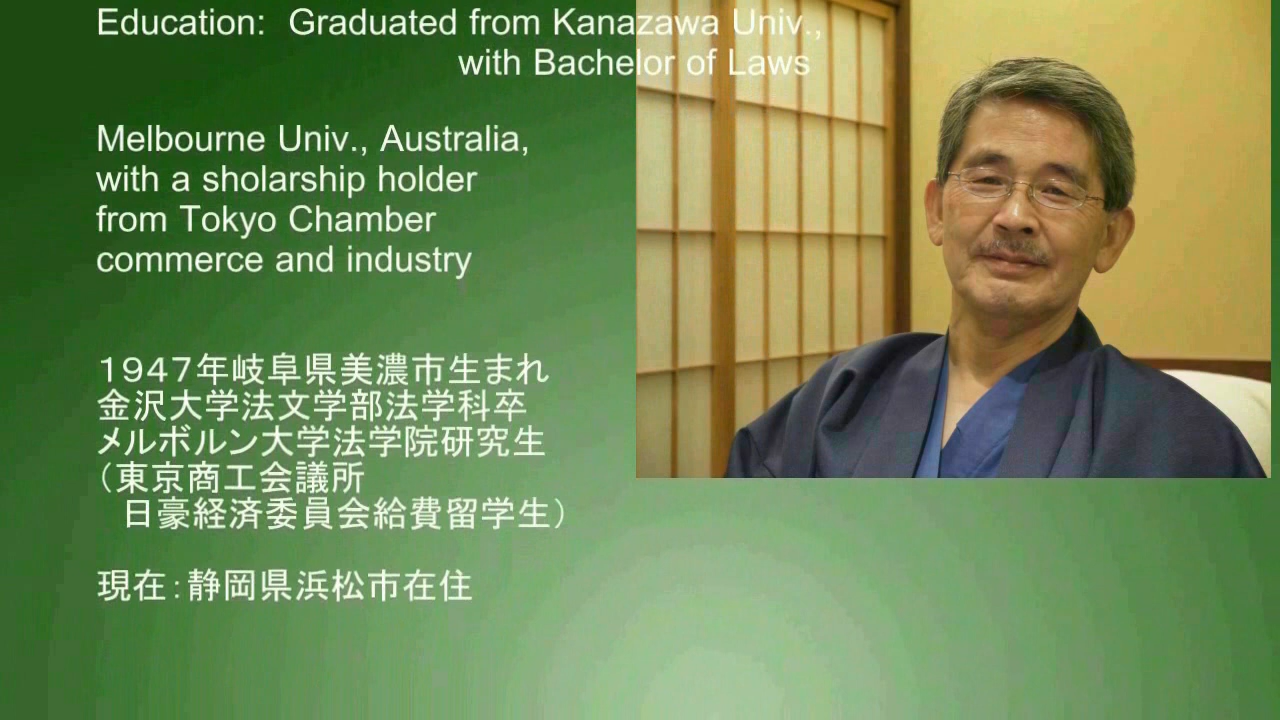 Education:  Graduated from Kanazawa Univ.,
with Bachelor of Laws
Melbourne Univ., Australia,
with a sholarship holder
from Tokyo Chamber
commerce and industry
１９４７年岐阜県美濃市生まれ
金沢大学法文学部法学科卒
メルボルン大学法学院研究生
（東京商工会議所
日豪経済委員会給費留学生）
現在：静岡県浜松市在住